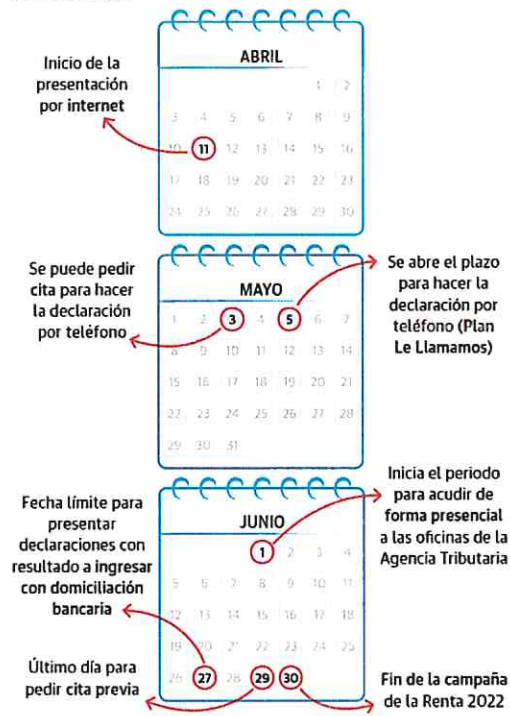 ABRIL
Inicio de la
presentación
por internet
1 2
3 4 5 6 7 8 9
10 11 12 13 14 15 16
17 18 19 20 21 22 23
24 25 26 27 28 29 30
Se puede pedir
cita para hacer
la declaración
por teléfono
MAYO
Se abre el plazo
para hacer la
declaración por
teléfono (Plan
Le Llamamos)
1 2 3 4 5 6 7
8 9 10 11 12 13 14
15 16 17 18 19 20 21
22 23 24 25 26 27 28
29 30 31
Fecha límite para
presentar
declaraciones con
resultado a ingresar
con domiciliación
bancaria
JUNIO
Inicia el periodo
para acudir de
forma presencial
a las oficinas de la
Agencia Tributaria
1 2 3 4
5 6 7 8 9 10 11
12 13 14 15 16 17 18
19 20 21 22 23 24 25
26 27 28 29 30
Último día para
pedir cita previa
Fin de la campaña
de la Renta 2022